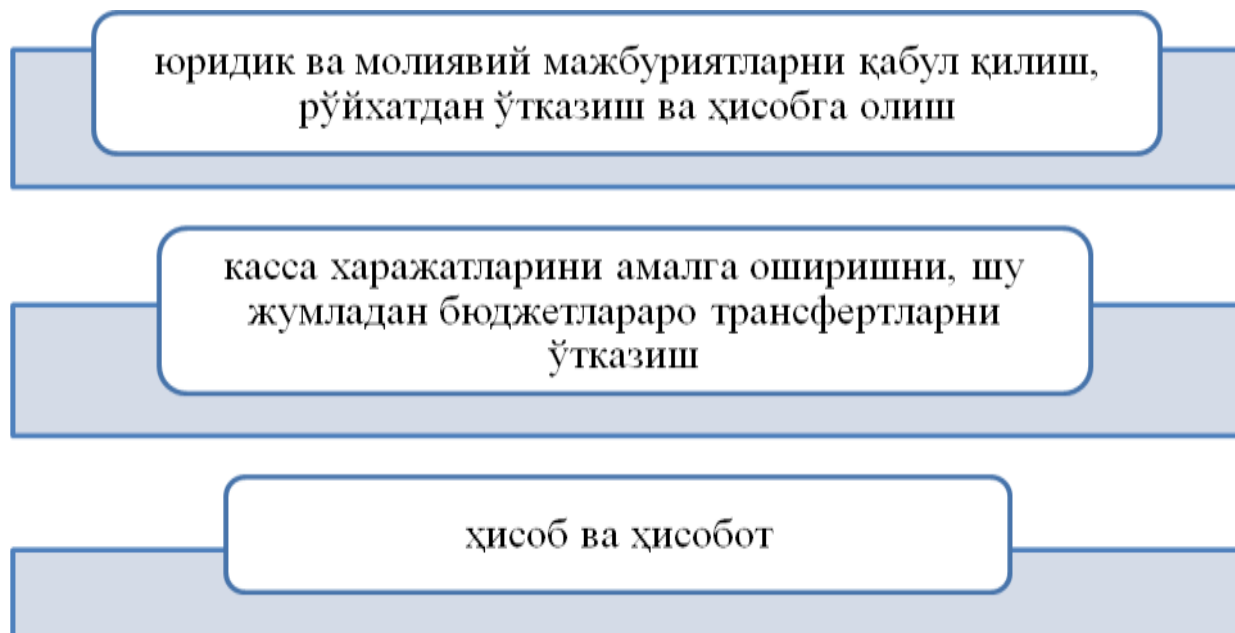 юридик ва молиявий мажбуриятларни қабул қилиш,
рўйхатдан ўтказиш ва ҳисобга олиш
касса харажатларини амалга оширишни, шу
жумладан бюджетлараро трансфертларни
ўтказиш
ҳисоб ва ҳисобот